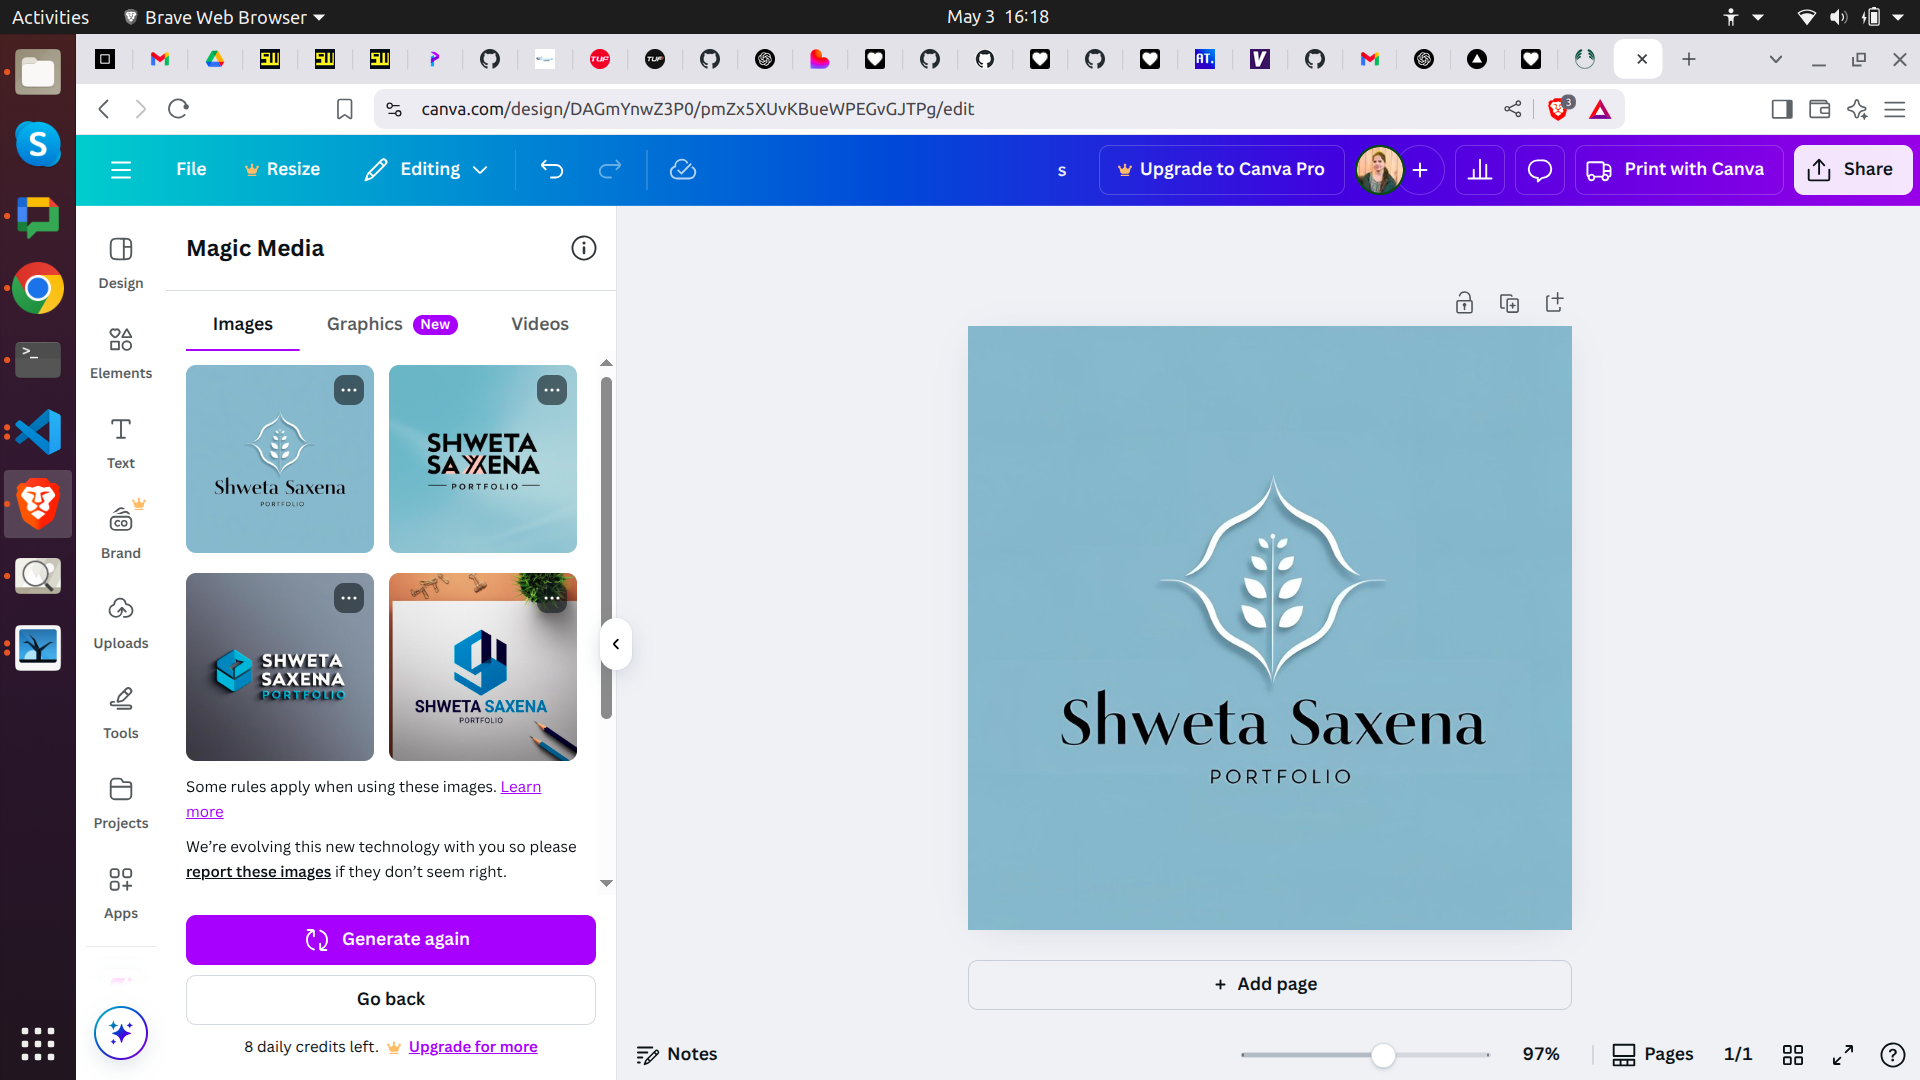 Activities
Brave Web Browser
May 3 16:18
canva.com/design/DAGmYnwZ3P0/pmZx5XUvKBueWPEGvGJTPg/edit
3
File
Resize
Editing
s
Upgrade to Canva Pro
Print with Canva
Share
Design
Elements
Text
Brand
Uploads
Tools
Projects
Apps
Magic Media
Images
Graphics New
Videos
Shweta Saxena
PORTFOLIO
SHWETA
SAXENA
PORTFOLIO
SHWETA
SAXENNA
PORTFOLIO
SHWETA SAXENA
PORTFOLIO
Some rules apply when using these images. Learn
more
We're evolving this new technology with you so please
report these images if they don't seem right.
Generate again
Go back
8 daily credits left. Upgrade for more
Shweta Saxena
PORTFOLIO
+ Add page
Notes
97%
Pages
1/1